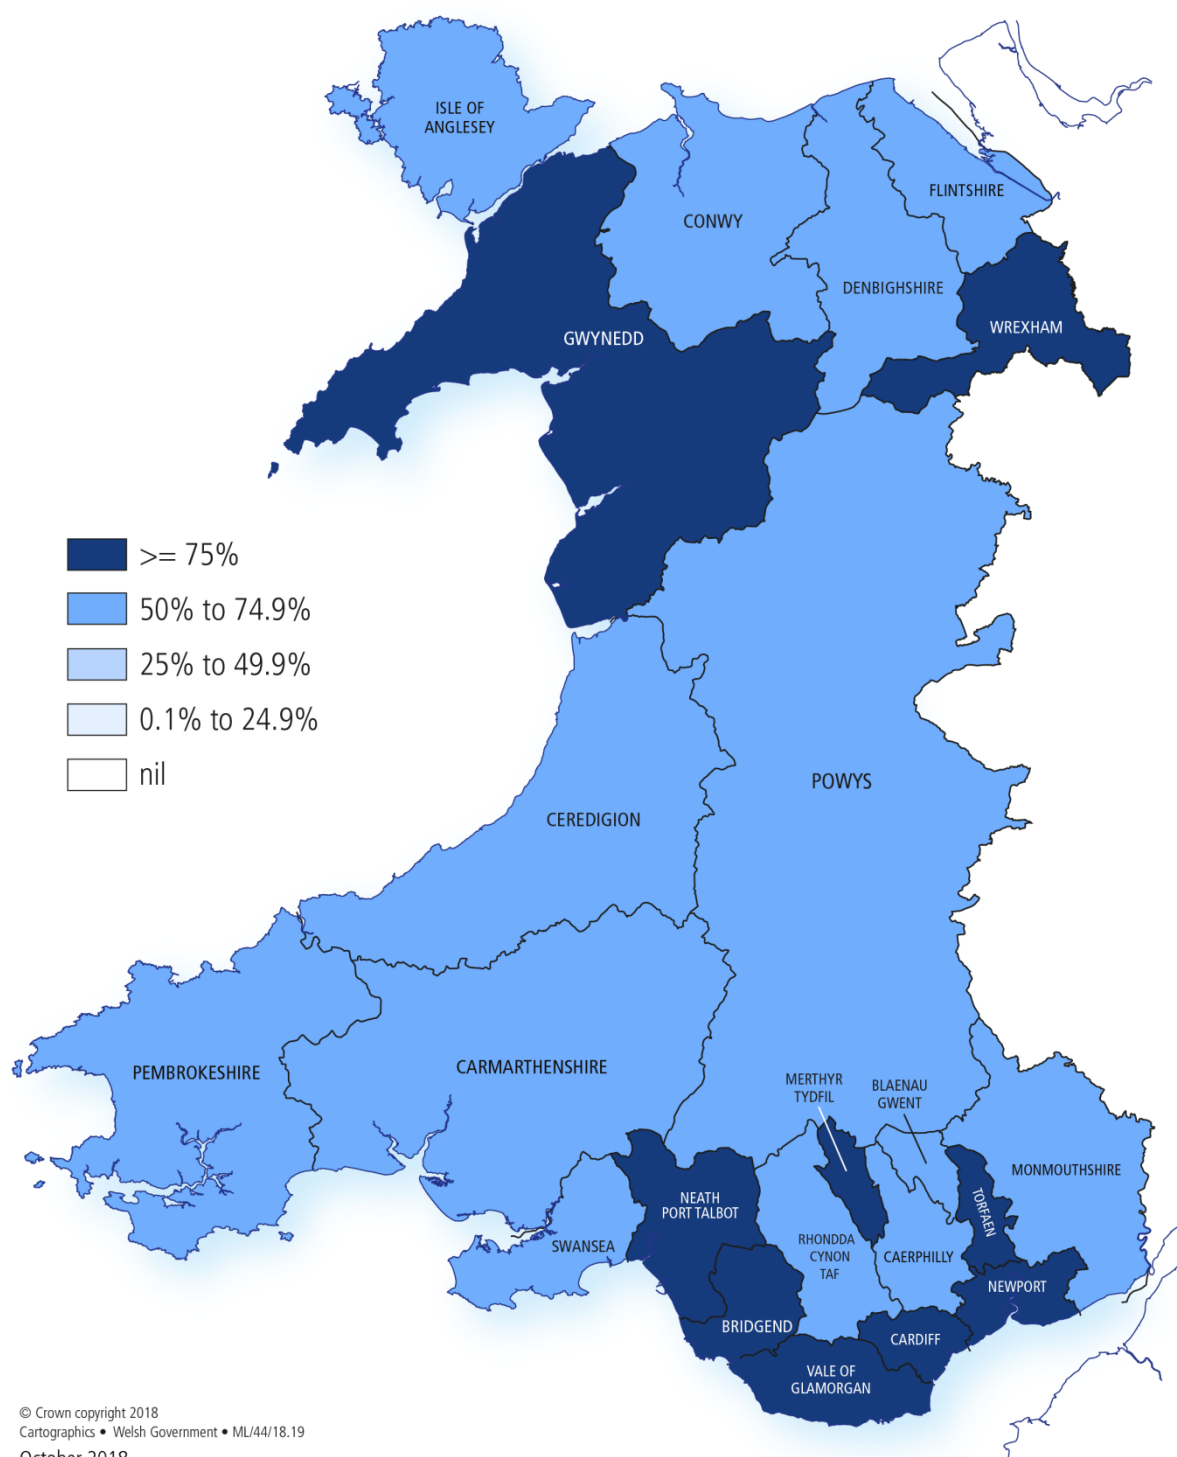 ISLE OF
ANGLESEY
FLINTSHIRE
CONWY
DENBIGHSHIRE
WREXHAM
GWYNEDD
>= 75%
50% to 74.9%
25% to 49.9%
0.1% to 24.9%
nil
POWYS
CEREDIGION
PEMBROKESHIRE
CARMARTHENSHIRE
MERTHYR
TYDFIL
BLAENAU
GWENT
MONMOUTHSHIRE
NEATH
PORT TALBOT
TORFAEN
SWANSEA
RHONDDA
CYNON
TAF
CAERPHILLY
NEWPORT
BRIDGEND
CARDIFF
VALE OF
GLAMORGAN
© Crown copyright 2018
Cartographics • Welsh Government • ML/44/18.19
October 2018